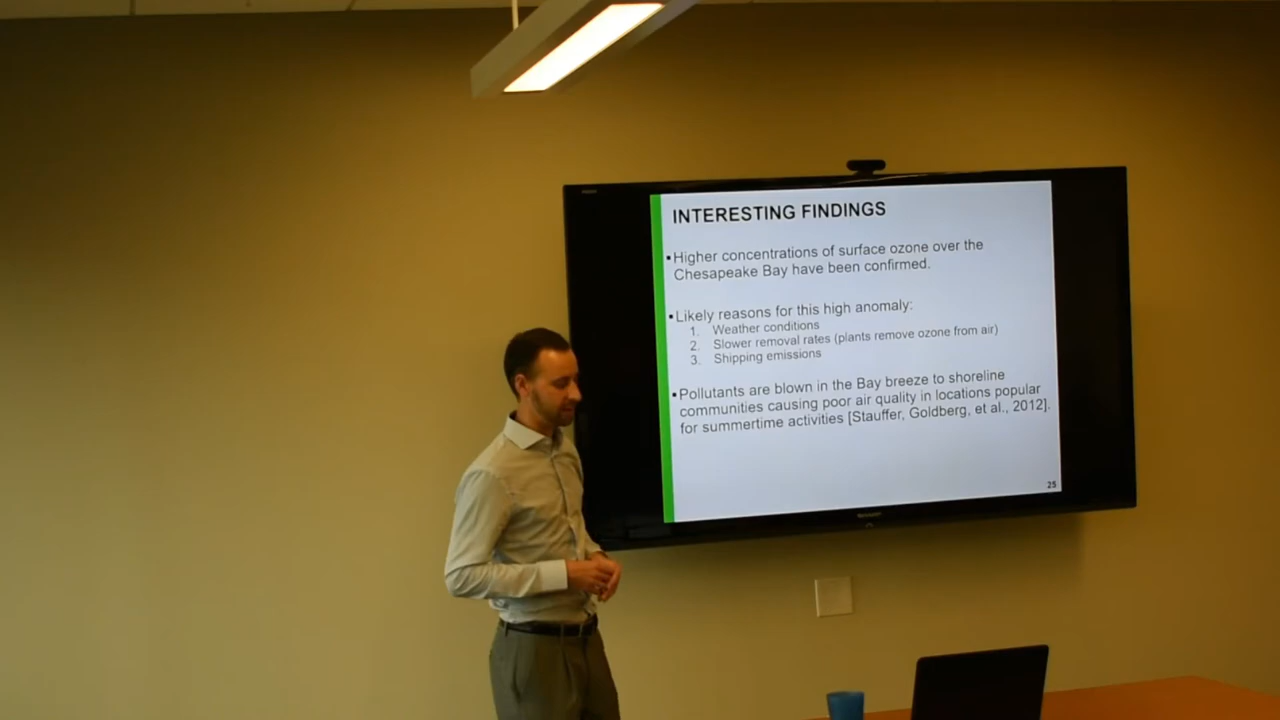 INTERESTING FINDINGS
▪Higher concentrations of surface ozone over the
Chesapeake Bay have been confirmed.
▪Likely reasons for this high anomaly:
1. Weather conditions
2. Slower removal rates (plants remove ozone from air)
3. Shipping emissions
▪Pollutants are blown in the Bay breeze to shoreline
communities causing poor air quality in locations popular
for summertime activities [Stauffer, Goldberg, et al., 2012].
25